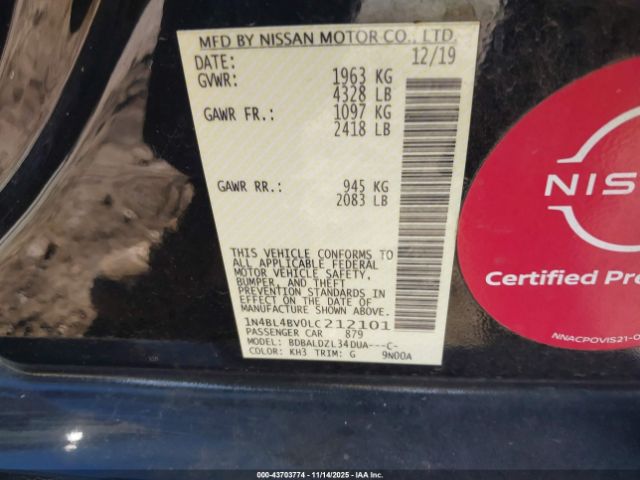 MFD BY NISSAN MOTOR CO., LTD.
DATE: 12/19
GVWR: 1963 KG
4328 LB
GAWR FR.: 1097 KG
2418 LB
GAWR RR.: 945 KG
2083 LB
THIS VEHICLE CONFORMS TO
ALL APPLICABLE FEDERAL
MOTOR VEHICLE SAFETY,
BUMPER, AND THEFT
PREVENTION STANDARDS IN
EFFECT ON THE DATE OF
MANUFACTURE SHOWN ABOVE.
1N4BL4BV0LC212101
PASSENGER CAR 879
MODEL: BDBALDZL34DUA---C-
COLOR: KH3 TRIM: G 9N00A
NIS
Certified Pro
NNACPOVIS21-0
000-43703774 | 11/14/2025 - IAA, Inc.